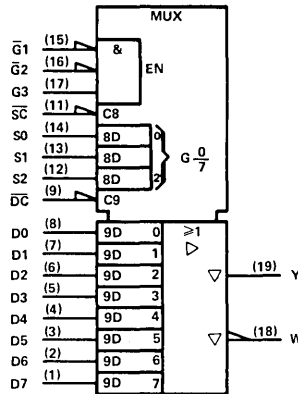 MUX
G̅1 (15) &
G̅2 (16) EN
G3 (17)
S̅C̅ (11) C8
S0 (14) 8D 0
S1 (13) 8D G 0/7
S2 (12) 8D 2
D̅C̅ (9) C9
D0 (8) 9D 0 ≥1
D1 (7) 9D 1 ▷
D2 (6) 9D 2 ▽ (19) Y
D3 (5) 9D 3
D4 (4) 9D 4
D5 (3) 9D 5 ▽ (18) W
D6 (2) 9D 6
D7 (1) 9D 7